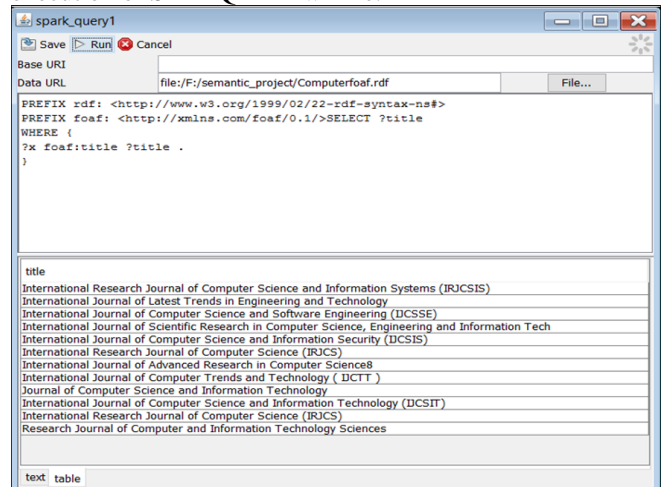 spark_query1
Save Run Cancel
Base URI
Data URL file:/F:/semantic_project/Computerfoaf.rdf File...
PREFIX rdf: <http://www.w3.org/1999/02/22-rdf-syntax-ns#>
PREFIX foaf: <http://xmlns.com/foaf/0.1/>SELECT ?title
WHERE {
?x foaf:title ?title .
}
title
International Research Journal of Computer Science and Information Systems (IRJCSIS)
International Journal of Latest Trends in Engineering and Technology
International Journal of Computer Science and Software Engineering (IJCSSE)
International Journal of Scientific Research in Computer Science, Engineering and Information Tech
International Journal of Computer Science and Information Security (IJCSIS)
International Research Journal of Computer Science (IRJCS)
International Journal of Advanced Research in Computer Science8
International Journal of Computer Trends and Technology ( IJCTT )
Journal of Computer Science and Information Technology
International Journal of Computer Science and Information Technology (IJCSIT)
International Research Journal of Computer Science (IRJCS)
Research Journal of Computer and Information Technology Sciences
text table